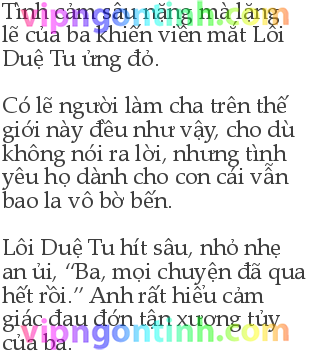 Tình cảm sâu nặng mà lặng
lẽ của ba khiến viền mắt Lôi
Duệ Tu ửng đỏ.
Có lẽ người làm cha trên thế
giới này đều như vậy, cho dù
không nói ra lời, nhưng tình
yêu họ dành cho con cái vẫn
bao la vô bờ bến.
Lôi Duệ Tu hít sâu, nhỏ nhẹ
an ủi, “Ba, mọi chuyện đã qua
hết rồi.” Anh rất hiểu cảm
giác đau đớn tận xương tủy
của ba.
vipngontinh.com
vipngontinh.com